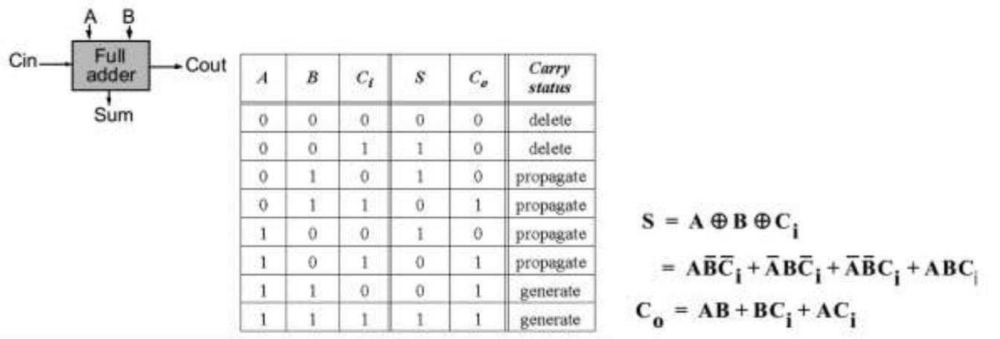 A B
Cin
Full
adder
Cout
Sum
A B Ci S Co Carry
status
0 0 0 0 0 delete
0 0 1 1 0 delete
0 1 0 1 0 propagate
0 1 1 0 1 propagate
1 0 0 1 0 propagate
1 0 1 0 1 propagate
1 1 0 0 1 generate
1 1 1 1 1 generate
S = A ⊕ B ⊕ Ci
= AB̅C̅i + A̅BC̅i + A̅B̅Ci + ABCi
Co = AB + BCi + ACi